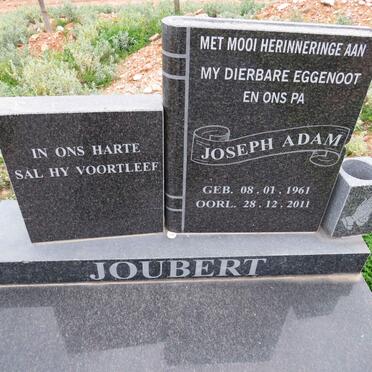 MET MOOI HERINNERINGE AAN
MY DIERBARE EGGENOOT
EN ONS PA
JOSEPH ADAM
GEB. 08.01.1961
OORL. 28.12.2011
IN ONS HARTE
SAL HY VOORTLEEF
JOUBERT